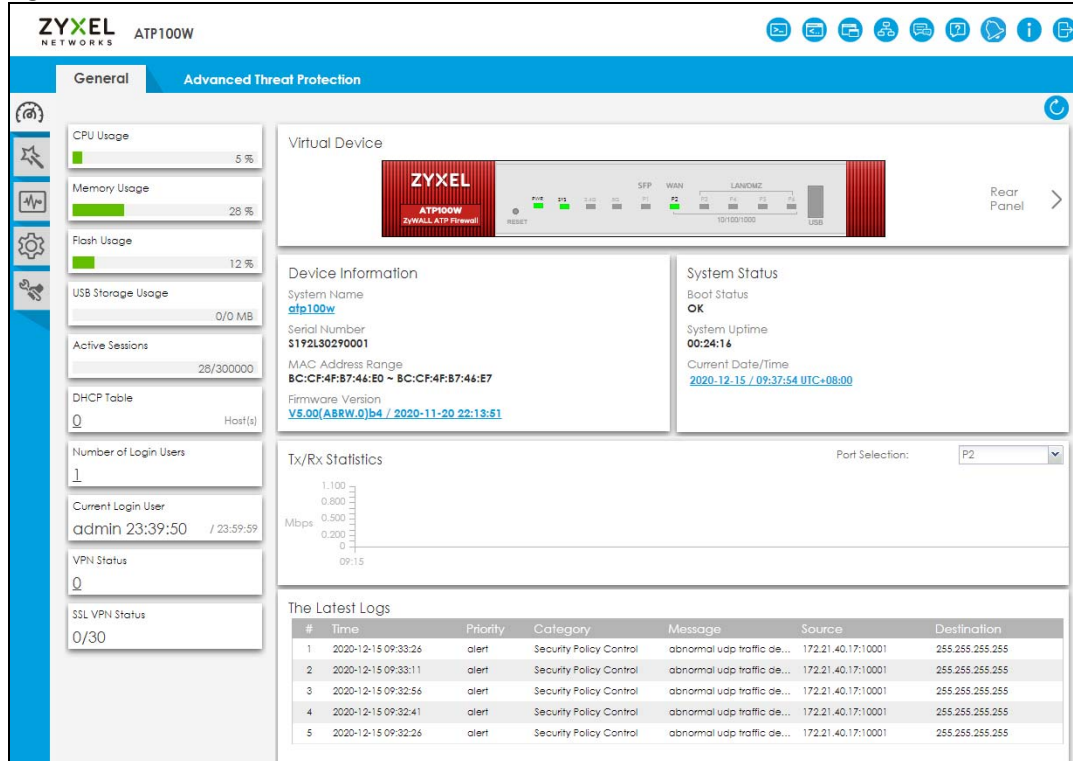 ZYXEL
NETWORKS
ATP100W
General
Advanced Threat Protection
CPU Usage
5 %
Memory Usage
28 %
Flash Usage
12 %
USB Storage Usage
0/0 MB
Active Sessions
28/300000
DHCP Table
0 Host(s)
Number of Login Users
1
Current Login User
admin 23:39:50 / 23:59:59
VPN Status
0
SSL VPN Status
0/30
Virtual Device
ZYXEL
ATP100W
ZyWALL ATP Firewall
RESET
PWR SYS
SFP WAN LAN/DMZ
P1 P2 P3 P4 P5 P6
10/100/1000
USB
Rear
Panel
Device Information
System Name
atp100w
Serial Number
S192L30290001
MAC Address Range
BC:CF:4F:B7:46:E0 ~ BC:CF:4F:B7:46:E7
Firmware Version
V5.00(ABRW.0)b4 / 2020-11-20 22:13:51
System Status
Boot Status
OK
System Uptime
00:24:16
Current Date/Time
2020-12-15 / 09:37:54 UTC+08:00
Tx/Rx Statistics
Port Selection: P2
1.100
0.800
Mbps 0.500
0.200
0
09:15
The Latest Logs
# Time Priority Category Message Source Destination
1 2020-12-15 09:33:26 alert Security Policy Control abnormal udp traffic de... 172.21.40.17:10001 255.255.255.255
2 2020-12-15 09:33:11 alert Security Policy Control abnormal udp traffic de... 172.21.40.17:10001 255.255.255.255
3 2020-12-15 09:32:56 alert Security Policy Control abnormal udp traffic de... 172.21.40.17:10001 255.255.255.255
4 2020-12-15 09:32:41 alert Security Policy Control abnormal udp traffic de... 172.21.40.17:10001 255.255.255.255
5 2020-12-15 09:32:26 alert Security Policy Control abnormal udp traffic de... 172.21.40.17:10001 255.255.255.255